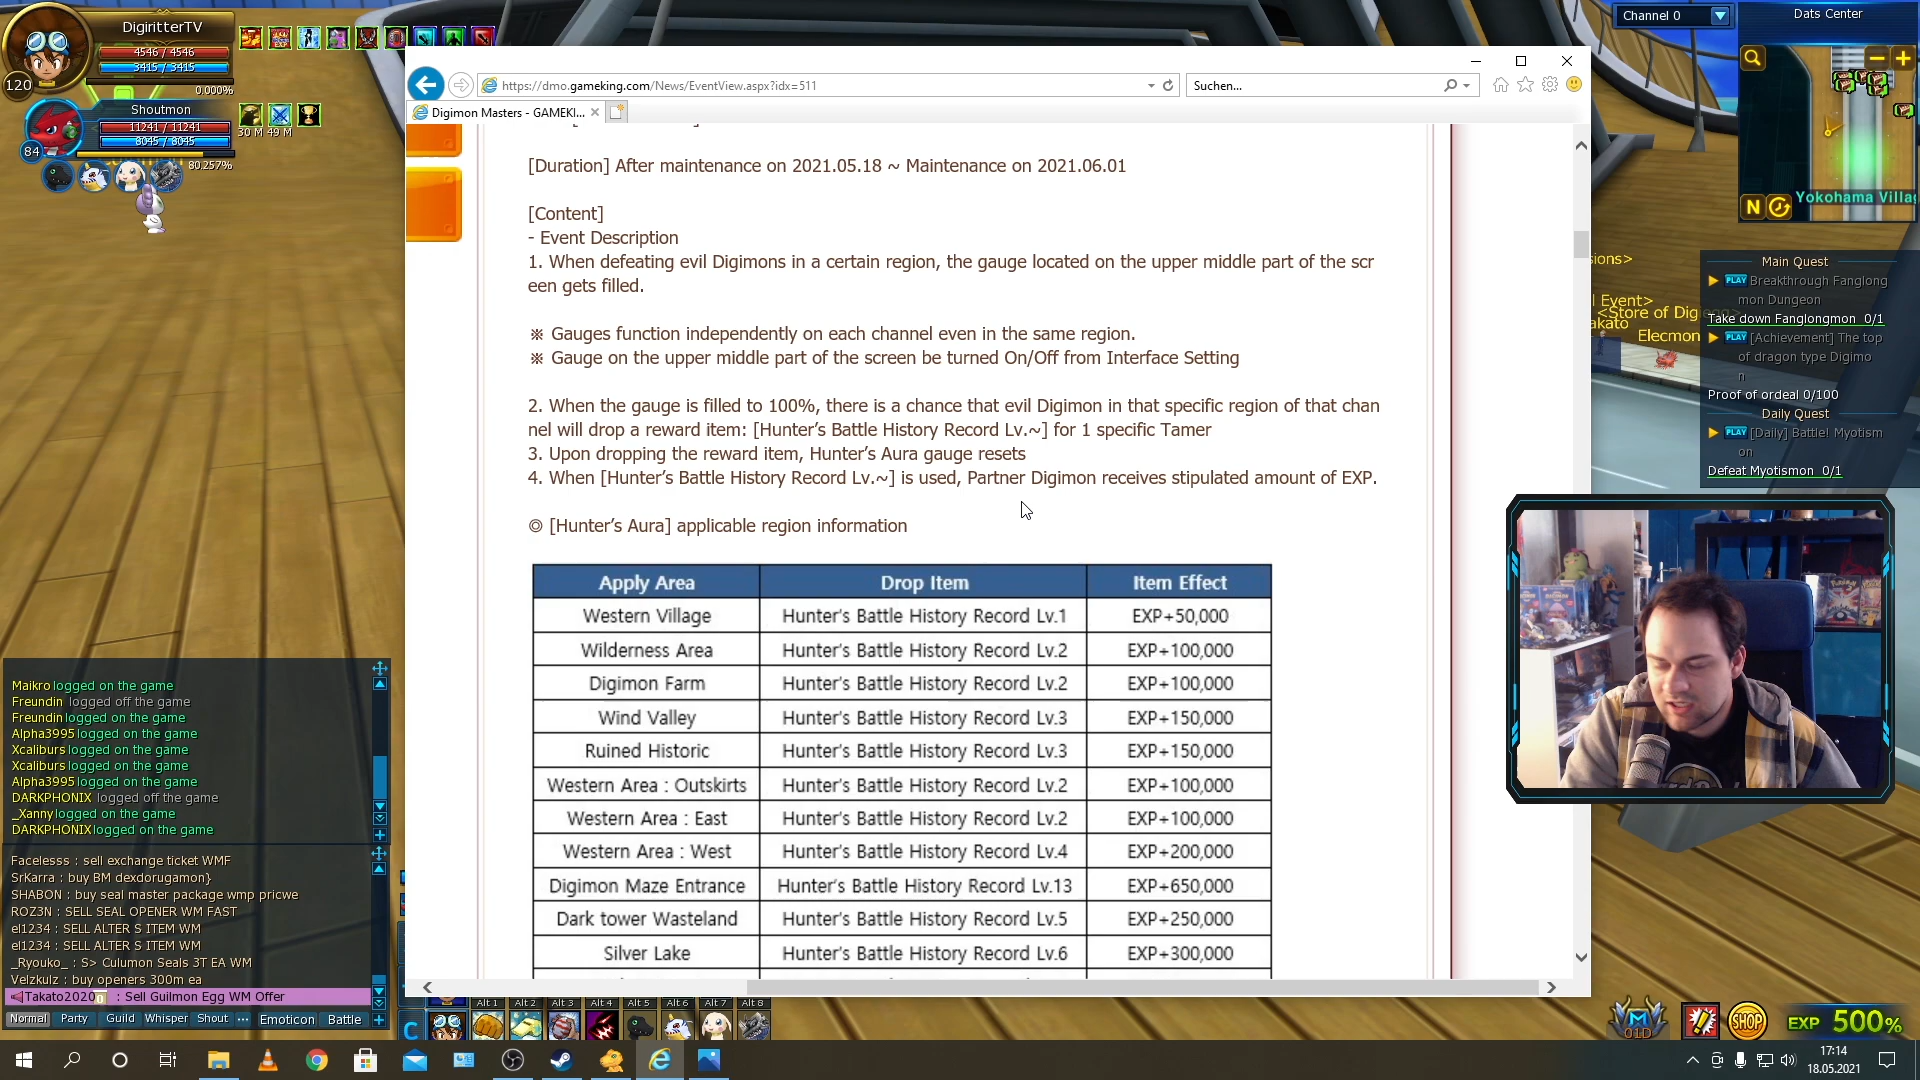 DigiritterTV
4546 / 4546
3415 / 3415
120
0.000%
Shoutmon
11241 / 11241
8045 / 8045
30 M 49 M
84
80.257%
https://dmo.gameking.com/News/EventView.aspx?idx=511
Suchen...
Digimon Masters - GAMEKI...
[Duration] After maintenance on 2021.05.18 ~ Maintenance on 2021.06.01
[Content]
- Event Description
1. When defeating evil Digimons in a certain region, the gauge located on the upper middle part of the scr
een gets filled.
※ Gauges function independently on each channel even in the same region.
※ Gauge on the upper middle part of the screen be turned On/Off from Interface Setting
2. When the gauge is filled to 100%, there is a chance that evil Digimon in that specific region of that chan
nel will drop a reward item: [Hunter's Battle History Record Lv.~] for 1 specific Tamer
3. Upon dropping the reward item, Hunter's Aura gauge resets
4. When [Hunter's Battle History Record Lv.~] is used, Partner Digimon receives stipulated amount of EXP.
◎ [Hunter's Aura] applicable region information
Apply Area Drop Item Item Effect
Western Village Hunter's Battle History Record Lv.1 EXP+50,000
Wilderness Area Hunter's Battle History Record Lv.2 EXP+100,000
Digimon Farm Hunter's Battle History Record Lv.2 EXP+100,000
Wind Valley Hunter's Battle History Record Lv.3 EXP+150,000
Ruined Historic Hunter's Battle History Record Lv.3 EXP+150,000
Western Area : Outskirts Hunter's Battle History Record Lv.2 EXP+100,000
Western Area : East Hunter's Battle History Record Lv.2 EXP+100,000
Western Area : West Hunter's Battle History Record Lv.4 EXP+200,000
Digimon Maze Entrance Hunter's Battle History Record Lv.13 EXP+650,000
Dark tower Wasteland Hunter's Battle History Record Lv.5 EXP+250,000
Silver Lake Hunter's Battle History Record Lv.6 EXP+300,000
Channel 0
Dats Center
N
Yokohama Villag
sions>
l Event>
<Store of Dig
akato
Elecmon
Main Quest
PLAY Breakthrough Fanglong
mon Dungeon
Take down Fanglongmon 0/1
PLAY [Achievement] The top
of dragon type Digimo
n
Proof of ordeal 0/100
Daily Quest
PLAY [Daily] Battle! Myotism
on
Defeat Myotismon 0/1
Maikro logged on the game
Freundin logged off the game
Freundin logged on the game
Alpha3995 logged on the game
Xcaliburs logged on the game
Xcaliburs logged on the game
Alpha3995 logged on the game
DARKPHONIX logged off the game
_Xanny logged on the game
DARKPHONIX logged on the game
Facelesss : sell exchange ticket WMF
SrKarra : buy BM dexdorugamon}
SHABON : buy seal master package wmp pricwe
ROZ3N : SELL SEAL OPENER WM FAST
el1234 : SELL ALTER S ITEM WM
el1234 : SELL ALTER S ITEM WM
_Ryouko_ : S> Culumon Seals 3T EA WM
Velzkulz : buy openers 300m ea
Takato2020 : Sell Guilmon Egg WM Offer
Normal Party Guild Whisper Shout ... Emoticon Battle
Alt 1 Alt 2 Alt 3 Alt 4 Alt 5 Alt 6 Alt 7 Alt 8
C
SHOP
EXP 500%
17:14
18.05.2021